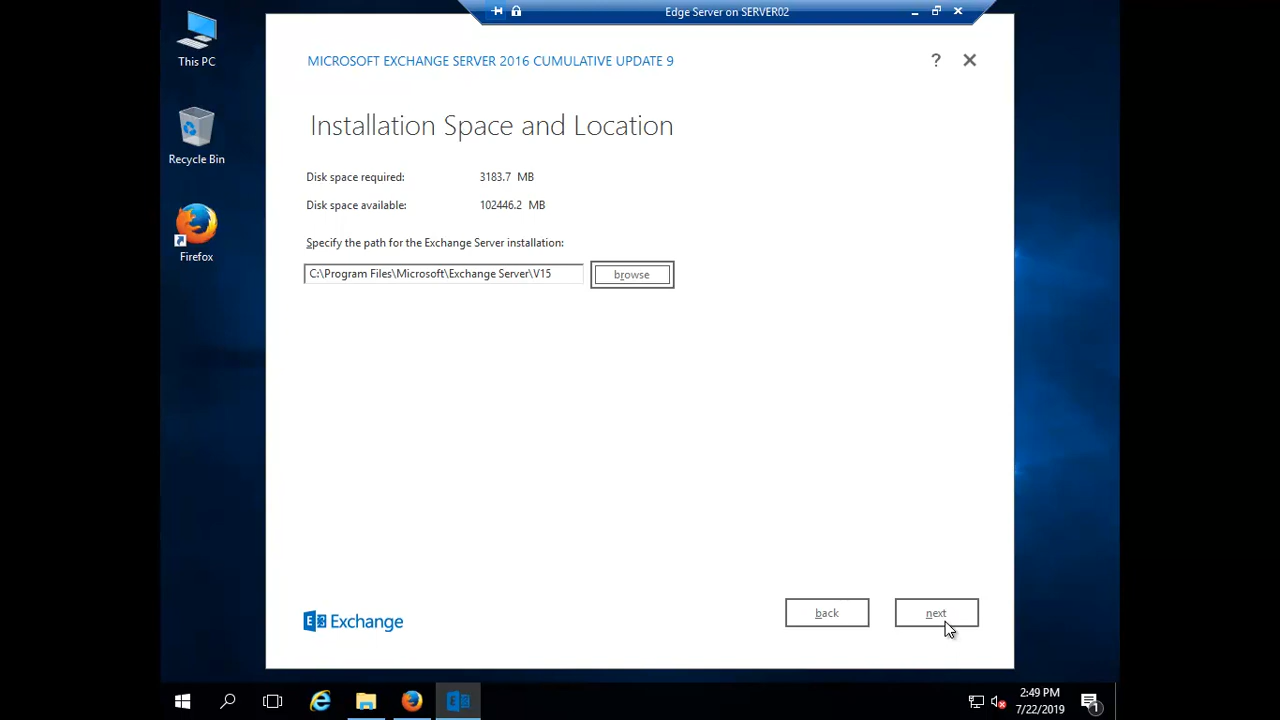 Edge Server on SERVER02
This PC
Recycle Bin
Firefox
MICROSOFT EXCHANGE SERVER 2016 CUMULATIVE UPDATE 9
?
Installation Space and Location
Disk space required: 3183.7 MB
Disk space available: 102446.2 MB
Specify the path for the Exchange Server installation:
C:\Program Files\Microsoft\Exchange Server\V15
browse
back
next
E Exchange
2:49 PM
7/22/2019
1